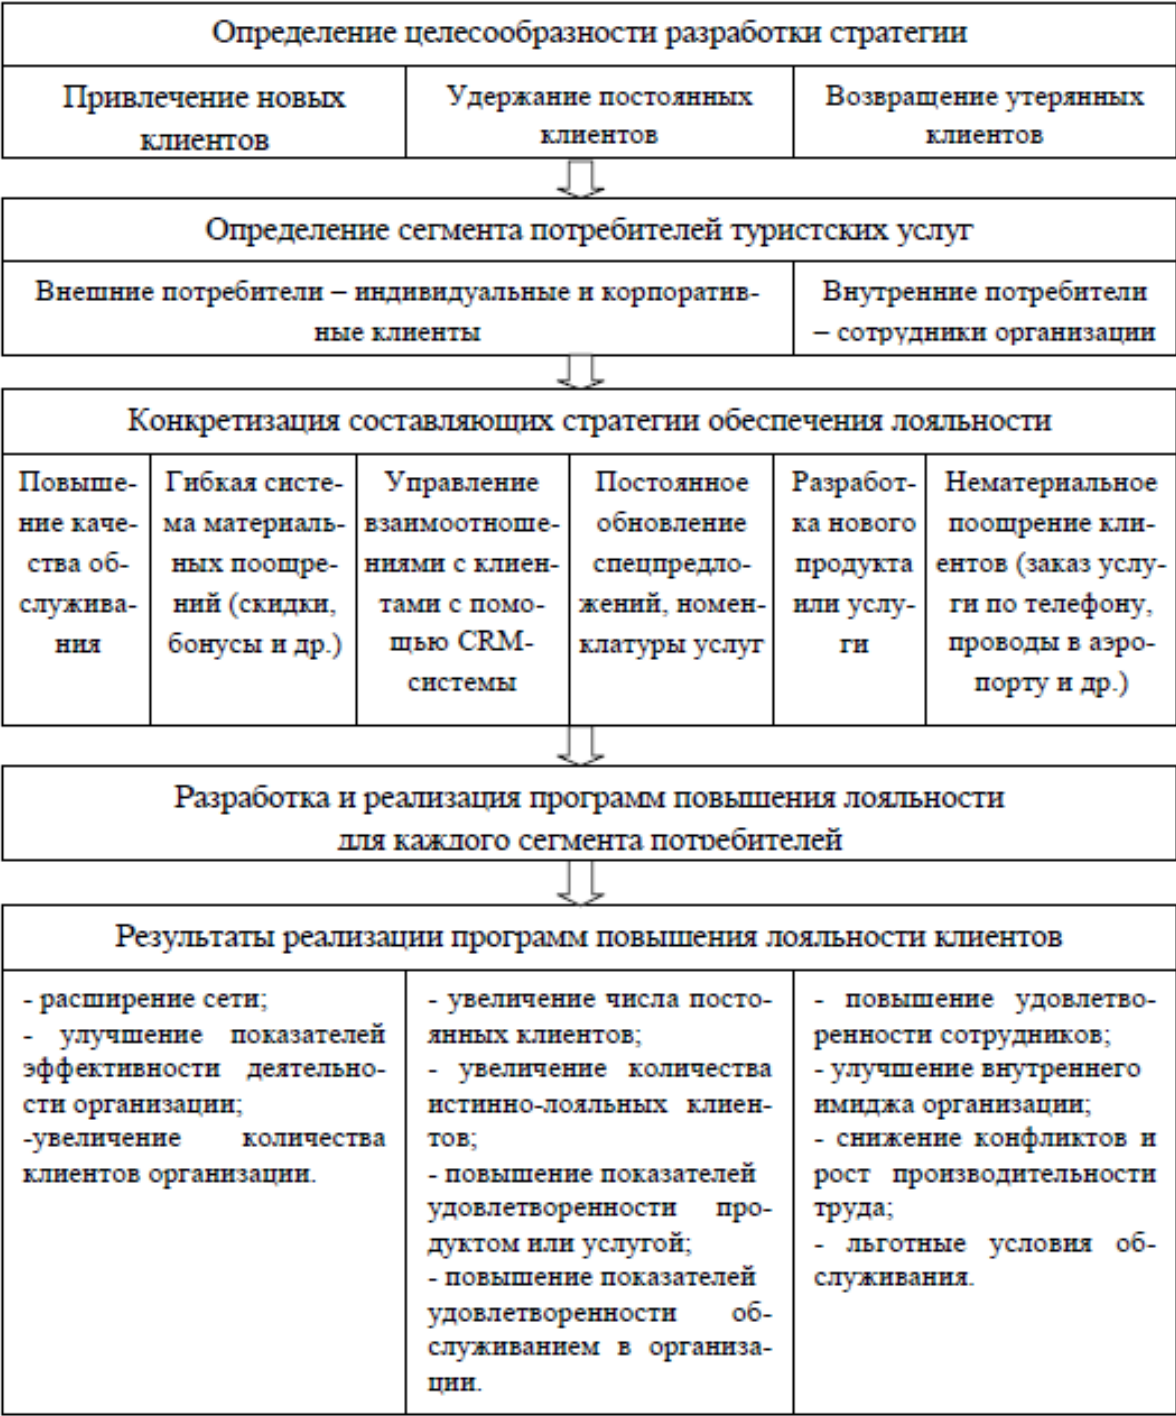 Определение целесообразности разработки стратегии
Привлечение новых
клиентов
Удержание постоянных
клиентов
Возвращение утерянных
клиентов
Определение сегмента потребителей туристских услуг
Внешние потребители – индивидуальные и корпоратив-
ные клиенты
Внутренние потребители
– сотрудники организации
Конкретизация составляющих стратегии обеспечения лояльности
Повыше-
ние каче-
ства об-
служива-
ния
Гибкая систе-
ма материаль-
ных поощре-
ний (скидки,
бонусы и др.)
Управление
взаимоотноше-
ниями с клиен-
тами с помо-
щью CRM-
системы
Постоянное
обновление
спецпредло-
жений, номен-
клатуры услуг
Разработ-
ка нового
продукта
или услу-
ги
Нематериальное
поощрение кли-
ентов (заказ услу-
ги по телефону,
проводы в аэро-
порту и др.)
Разработка и реализация программ повышения лояльности
для каждого сегмента потребителей
Результаты реализации программ повышения лояльности клиентов
- расширение сети;
- улучшение показателей
эффективности деятельно-
сти организации;
-увеличение количества
клиентов организации.
- увеличение числа посто-
янных клиентов;
- увеличение количества
истинно-лояльных клиен-
тов;
- повышение показателей
удовлетворенности про-
дуктом или услугой;
- повышение показателей
удовлетворенности об-
служиванием в организа-
ции.
- повышение удовлетво-
ренности сотрудников;
- улучшение внутреннего
имиджа организации;
- снижение конфликтов и
рост производительности
труда;
- льготные условия об-
служивания.